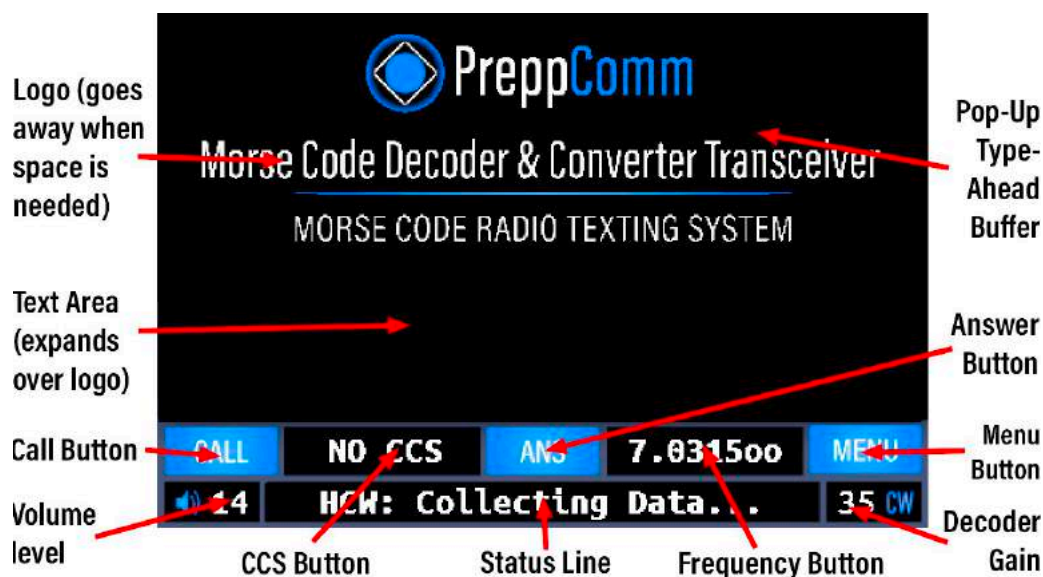 PreppComm
Morse Code Decoder & Converter Transceiver
MORSE CODE RADIO TEXTING SYSTEM
Logo (goes
away when
space is
needed)
Pop-Up
Type-
Ahead
Buffer
Text Area
(expands
over logo)
Answer
Button
Call Button
CALL
NO CCS
ANS
7.0315oo
MENU
Menu
Button
Volume
level
14
HCW: Collecting Data...
35 CW
Decoder
Gain
CCS Button
Status Line
Frequency Button